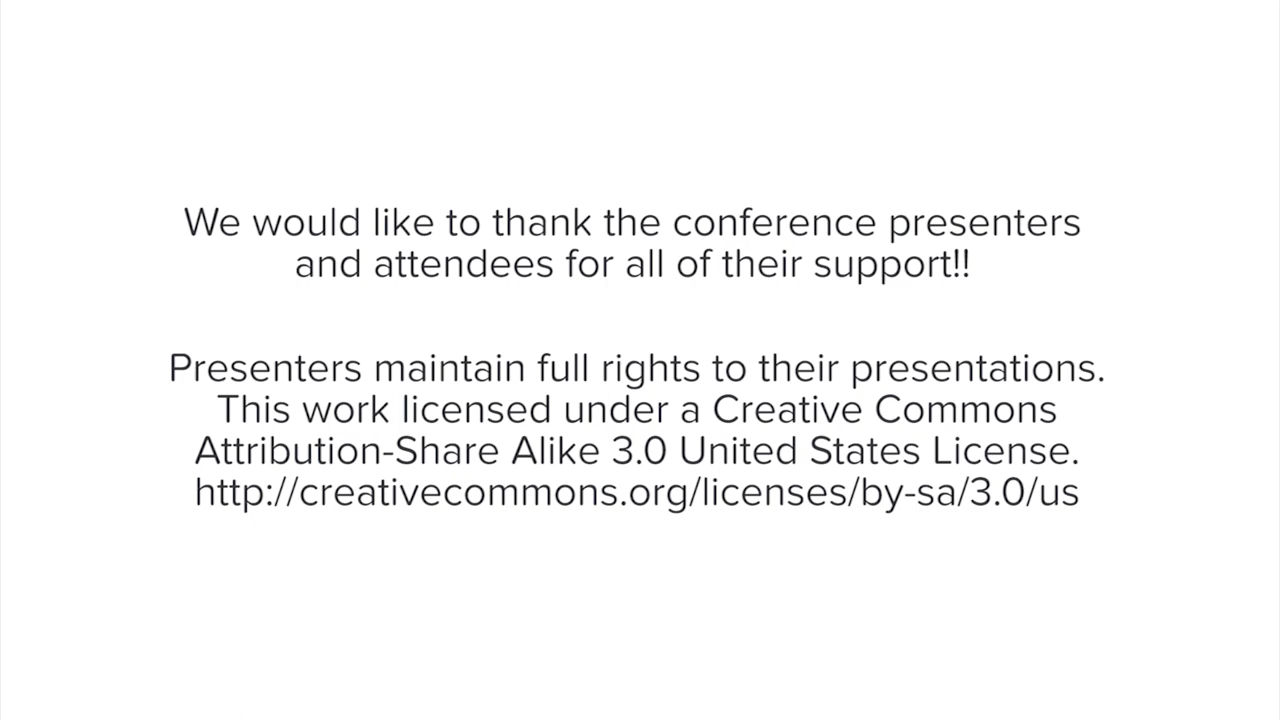 We would like to thank the conference presenters
and attendees for all of their support!!
Presenters maintain full rights to their presentations.
This work licensed under a Creative Commons
Attribution-Share Alike 3.0 United States License.
http://creativecommons.org/licenses/by-sa/3.0/us